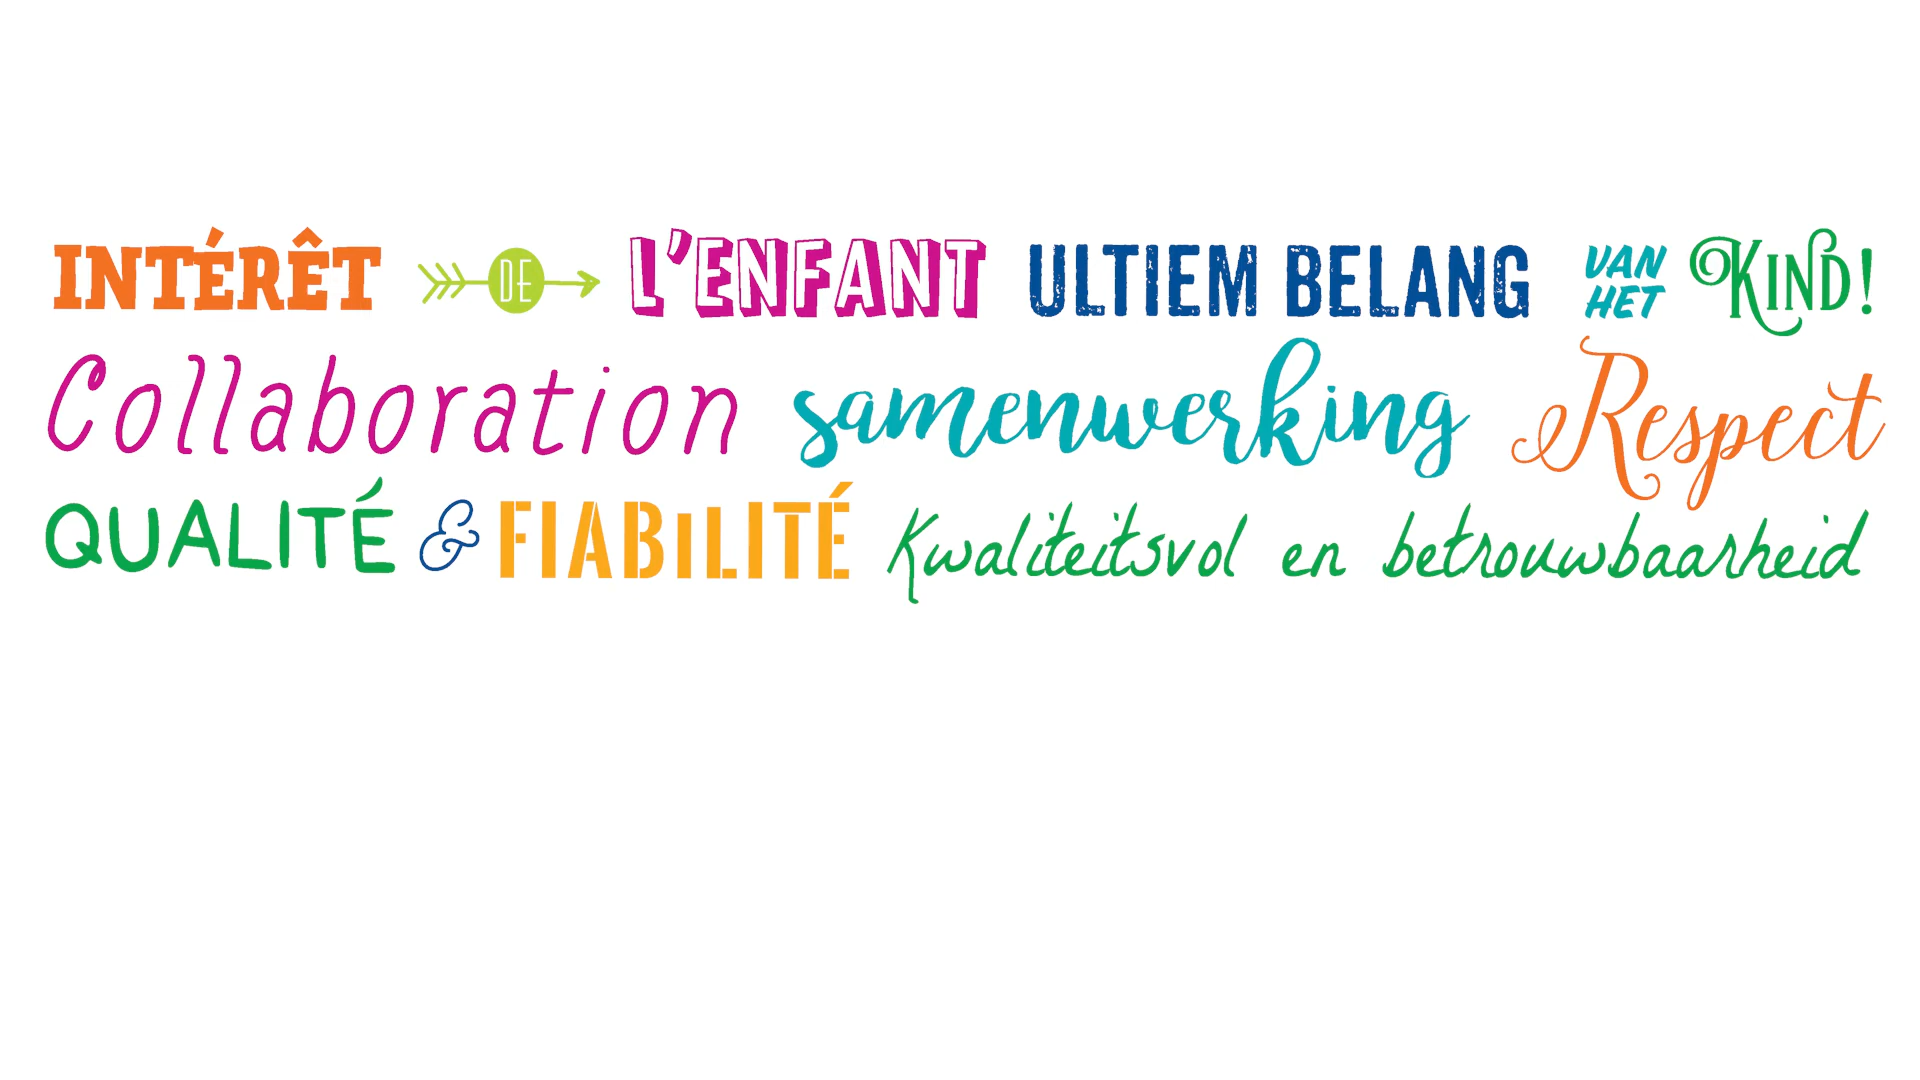 INTÉRÊT DE L'ENFANT ULTIEM BELANG VAN HET KIND!
Collaboration samenwerking Respect
QUALITÉ & FIABILITÉ Kwaliteitsvol en betrouwbaarheid